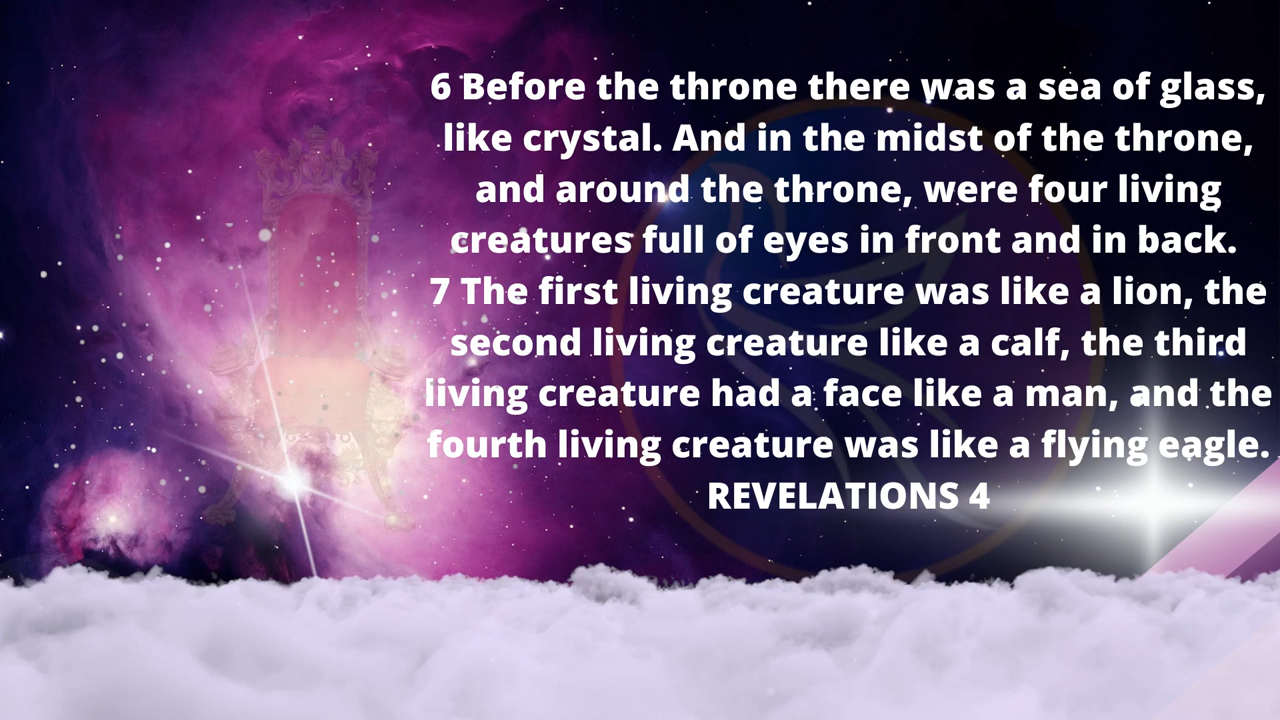 6 Before the throne there was a sea of glass,
like crystal. And in the midst of the throne,
and around the throne, were four living
creatures full of eyes in front and in back.
7 The first living creature was like a lion, the
second living creature like a calf, the third
living creature had a face like a man, and the
fourth living creature was like a flying eagle.
REVELATIONS 4